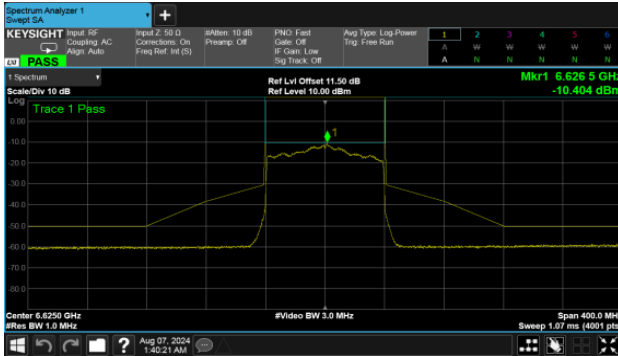 Spectrum Analyzer 1
Swept SA
KEYSIGHT Input: RF Input Z: 50 Ω #Atten: 10 dB PNO: Fast Avg Type: Log-Power 1 2 3 4 5 6
Coupling: AC Corrections: On Preamp: Off Gate: Off Trig: Free Run
Align: Auto Freq Ref: Int (S) IF Gain: Low
Sig Track: Off A N N N N N
LXI PASS
1 Spectrum Ref Lvl Offset 11.50 dB Mkr1 6.626 5 GHz
Scale/Div 10 dB Ref Level 10.00 dBm -10.404 dBm
Log
Trace 1 Pass
0.00
-10.0
1
-20.0
-30.0
-40.0
-50.0
-60.0
-70.0
-80.0
Center 6.6250 GHz #Video BW 3.0 MHz Span 400.0 MHz
#Res BW 1.0 MHz Sweep 1.07 ms (4001 pts)
Aug 07, 2024
1:40:21 AM